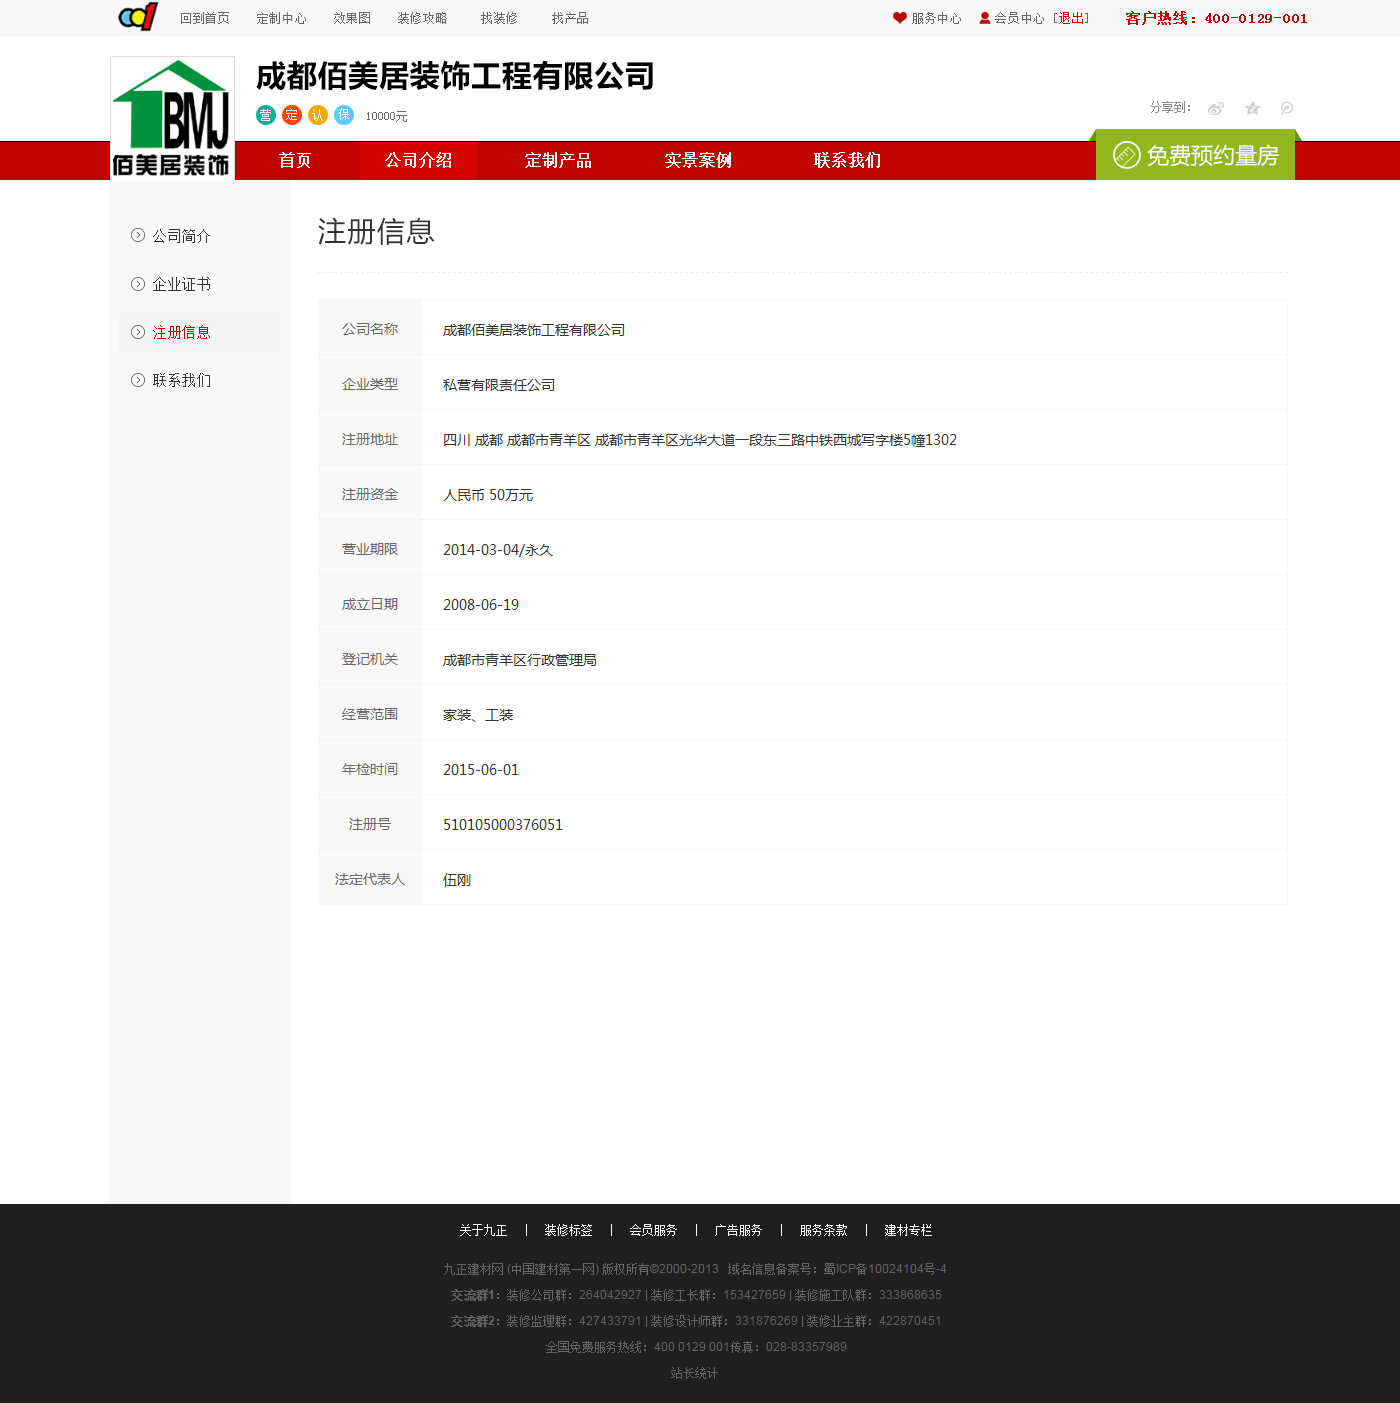 回到首页 定制中心 效果图 装修攻略 找装修 找产品 服务中心 会员中心 [退出] 客户热线：400-0129-001
成都佰美居装饰工程有限公司
营 定 认 保 10000元
分享到：
BMJ
佰美居装饰
首页 公司介绍 定制产品 实景案例 联系我们 免费预约量房
公司简介
企业证书
注册信息
联系我们
注册信息
公司名称 成都佰美居装饰工程有限公司
企业类型 私营有限责任公司
注册地址 四川 成都 成都市青羊区 成都市青羊区光华大道一段东三路中铁西城写字楼5幢1302
注册资金 人民币 50万元
营业期限 2014-03-04/永久
成立日期 2008-06-19
登记机关 成都市青羊区行政管理局
经营范围 家装、工装
年检时间 2015-06-01
注册号 510105000376051
法定代表人 伍刚
关于九正 | 装修标签 | 会员服务 | 广告服务 | 服务条款 | 建材专栏
九正建材网 (中国建材第一网) 版权所有©2000-2013 域名信息备案号：蜀ICP备10024104号-4
交流群1：装修公司群：264042927 | 装修工长群：153427659 | 装修施工队群：333868635
交流群2：装修监理群：427433791 | 装修设计师群：331876269 | 装修业主群：422870451
全国免费服务热线：400 0129 001传真：028-83357989
站长统计